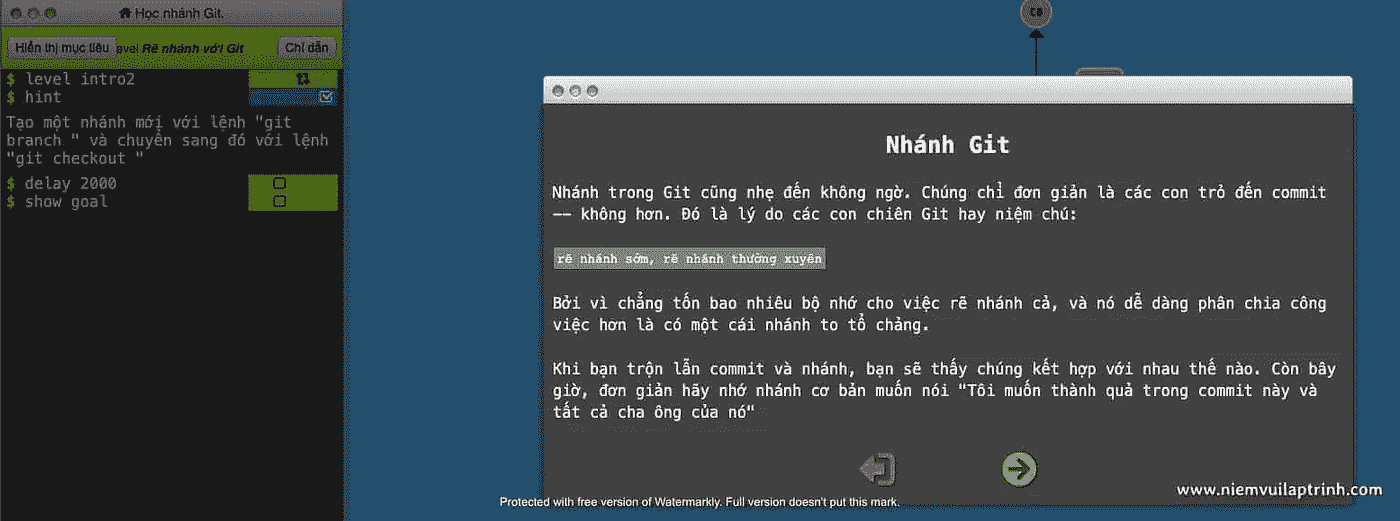 Học nhánh Git.
Hiển thị mục tiêu
evel Rẽ nhánh với Git
Chỉ dẫn
$ level intro2
$ hint
Tạo một nhánh mới với lệnh "git
branch " và chuyển sang đó với lệnh
"git checkout "
$ delay 2000
$ show goal
C0
Nhánh Git
Nhánh trong Git cũng nhẹ đến không ngờ. Chúng chỉ đơn giản là các con trỏ đến commit
-- không hơn. Đó là lý do các con chiên Git hay niệm chú:
rẽ nhánh sớm, rẽ nhánh thường xuyên
Bởi vì chẳng tốn bao nhiêu bộ nhớ cho việc rẽ nhánh cả, và nó dễ dàng phân chia công
việc hơn là có một cái nhánh to tổ chảng.
Khi bạn trộn lẫn commit và nhánh, bạn sẽ thấy chúng kết hợp với nhau thế nào. Còn bây
giờ, đơn giản hãy nhớ nhánh cơ bản muốn nói "Tôi muốn thành quả trong commit này và
tất cả cha ông của nó"
www.niemvuilaptrinh.com
Protected with free version of Watermarkly. Full version doesn't put this mark.